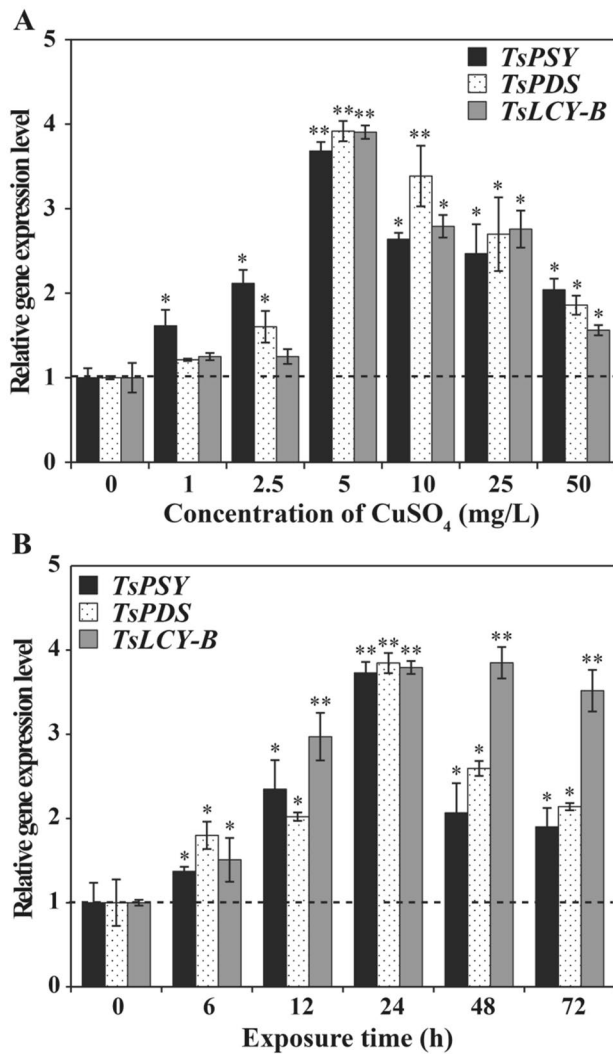 A
5
4
3
2
1
0
Relative gene expression level
TsPSY
TsPDS
TsLCY-B
** ** **
**
* * *
* * *
* *
*
* * *
0 1 2.5 5 10 25 50
Concentration of CuSO4 (mg/L)
B
5
4
3
2
1
0
Relative gene expression level
TsPSY
TsPDS
TsLCY-B
** ** **
** ** **
* * * *
* * * * * *
0 6 12 24 48 72
Exposure time (h)